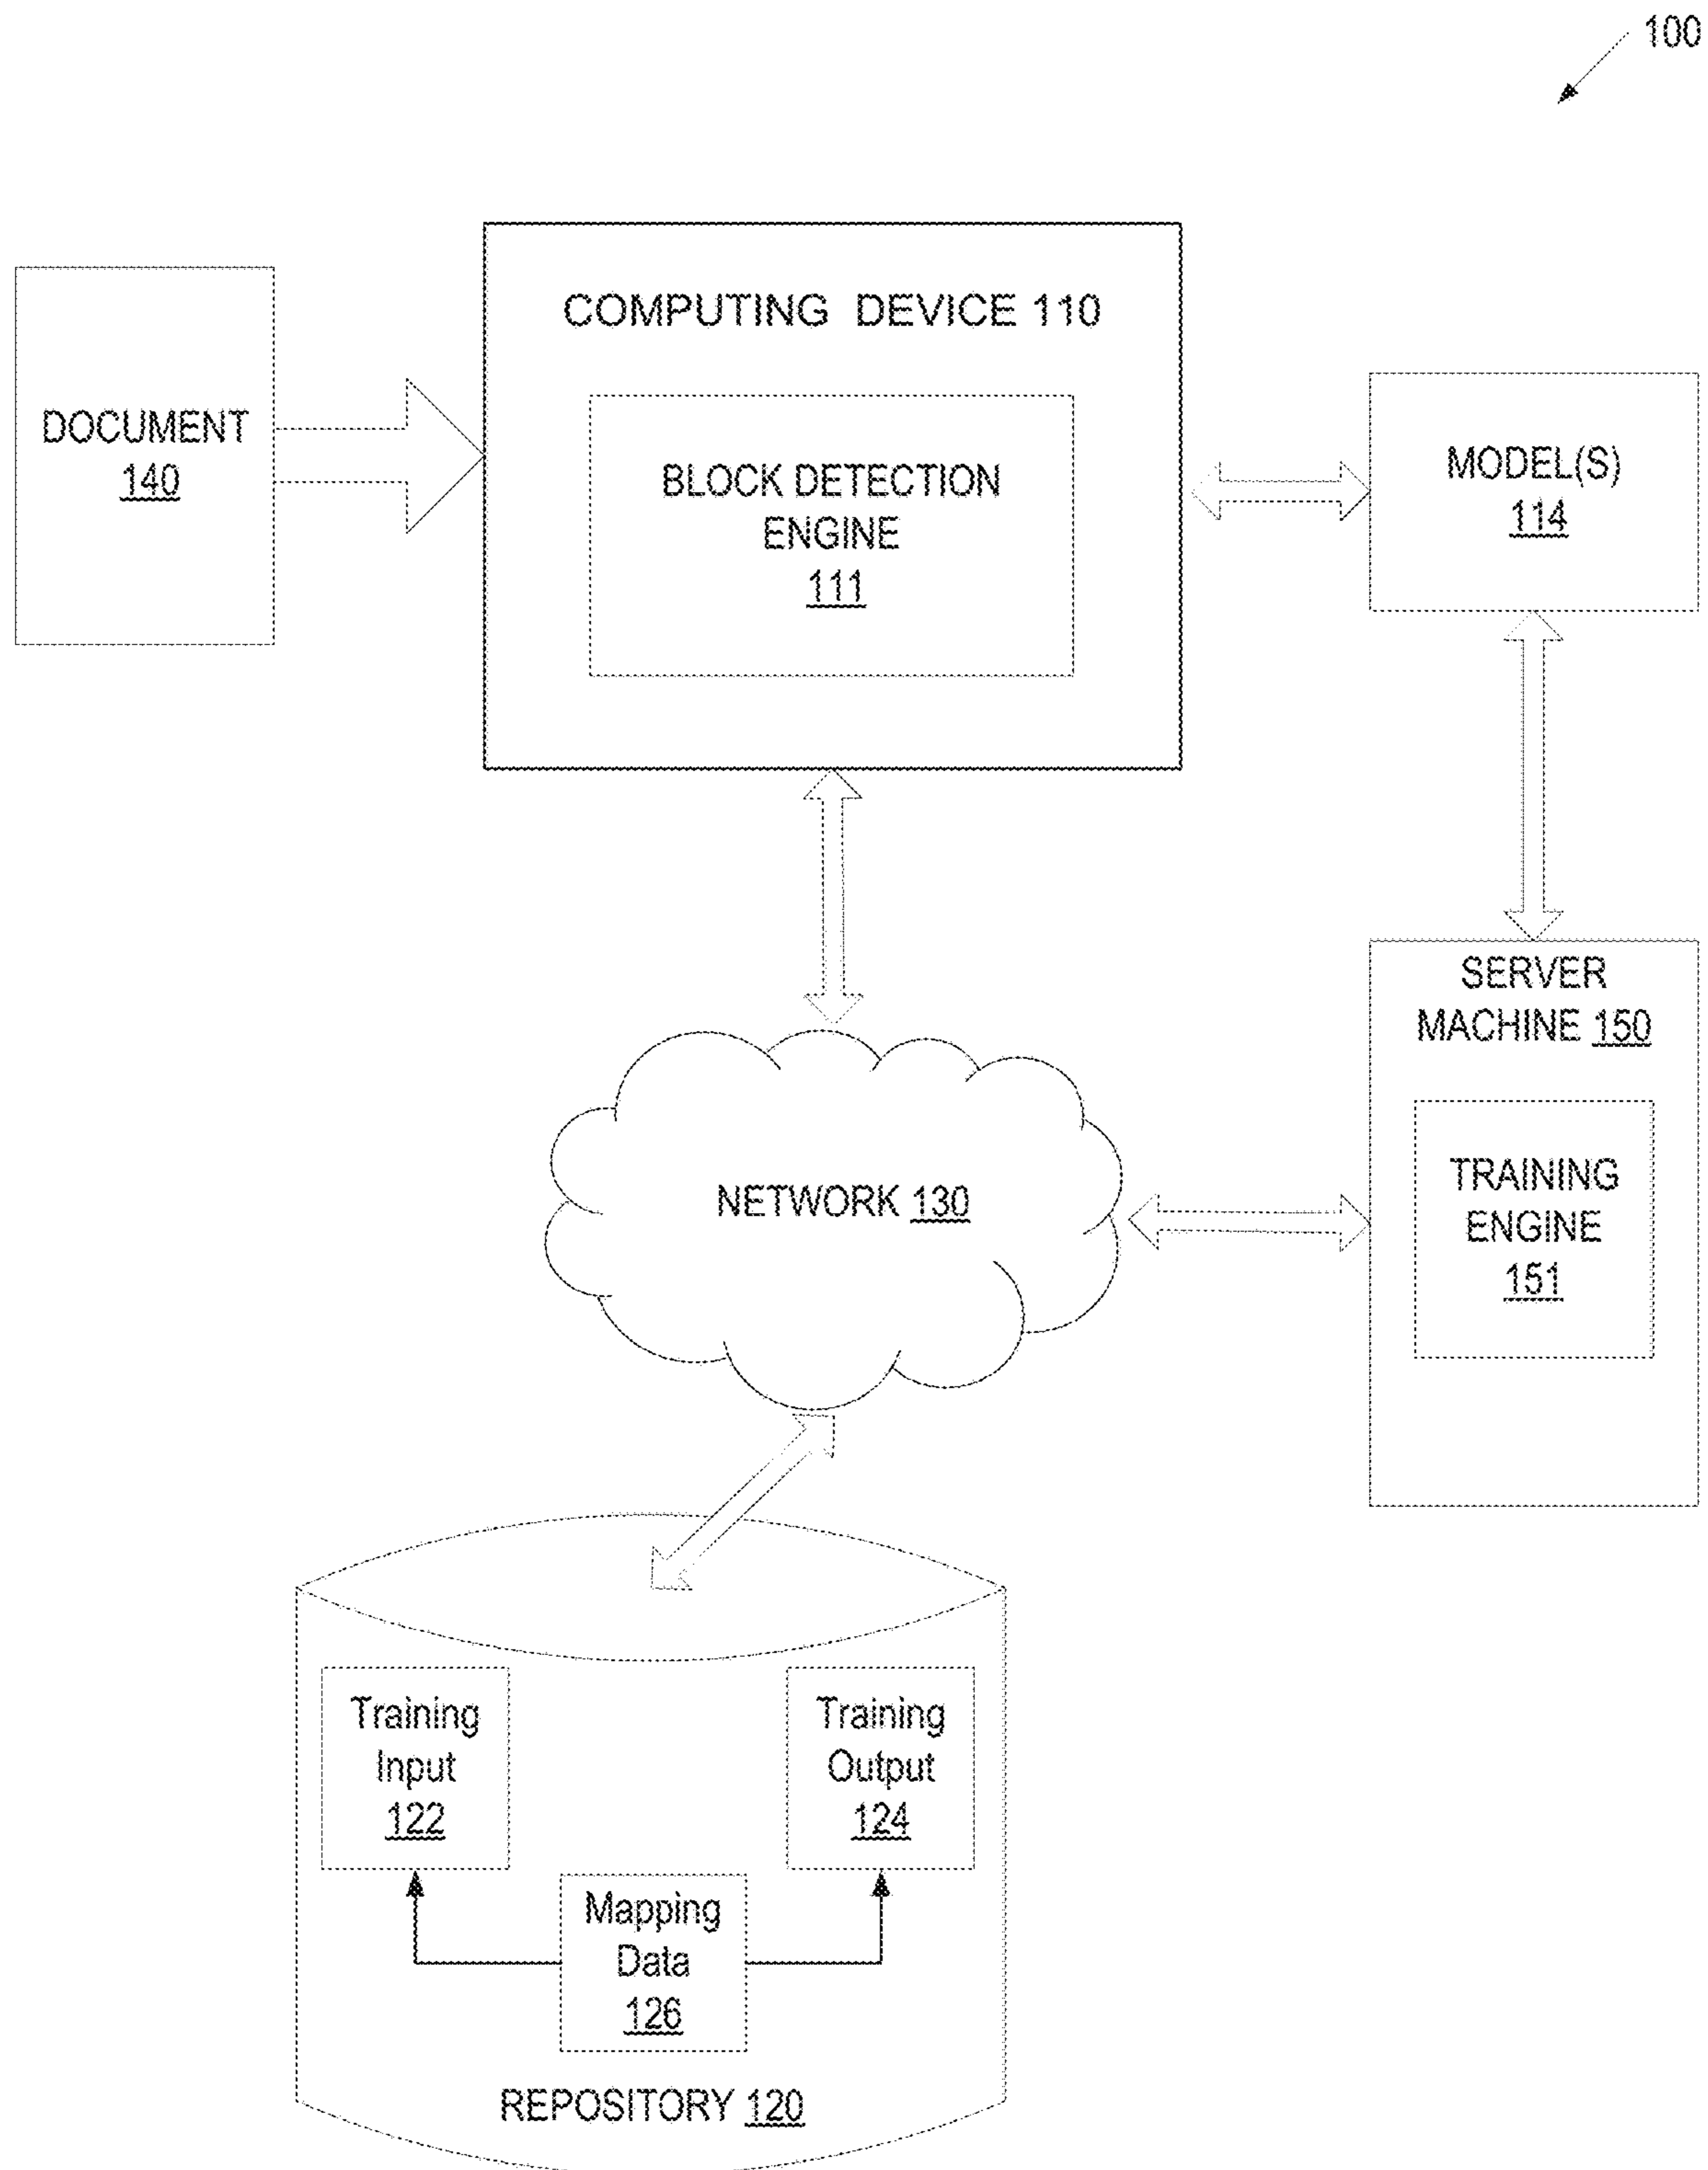 100
COMPUTING DEVICE 110
DOCUMENT
140
BLOCK DETECTION
ENGINE
111
MODEL(S)
114
SERVER
MACHINE 150
TRAINING
ENGINE
151
NETWORK 130
Training
Input
122
Training
Output
124
Mapping
Data
126
REPOSITORY 120